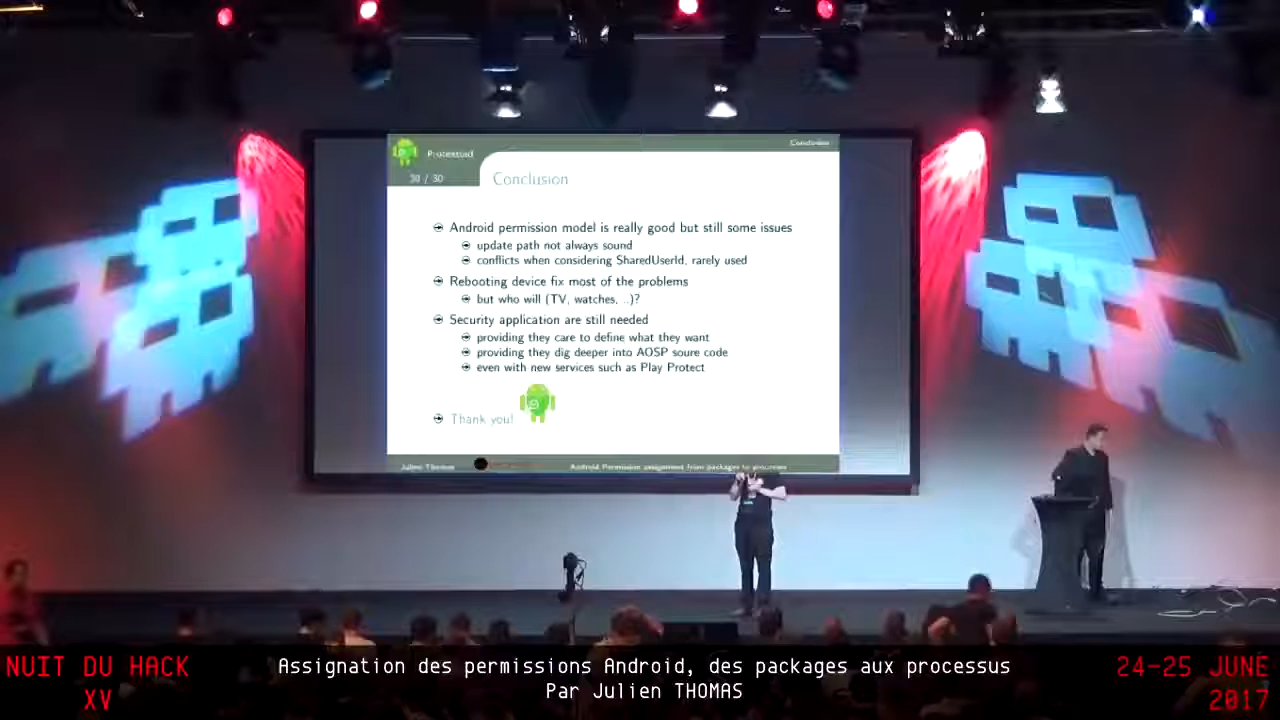 Protektoid
Conclusion
30 / 30
Conclusion
Android permission model is really good but still some issues
update path not always sound
conflicts when considering SharedUserId, rarely used
Rebooting device fix most of the problems
but who will (TV, watches, ...)?
Security application are still needed
providing they care to define what they want
providing they dig deeper into AOSP soure code
even with new services such as Play Protect
Thank you!
Julien Thomas
Android Permission assignment from packages to processes
NUIT DU HACK
XV
Assignation des permissions Android, des packages aux processus
Par Julien THOMAS
24-25 JUNE
2017